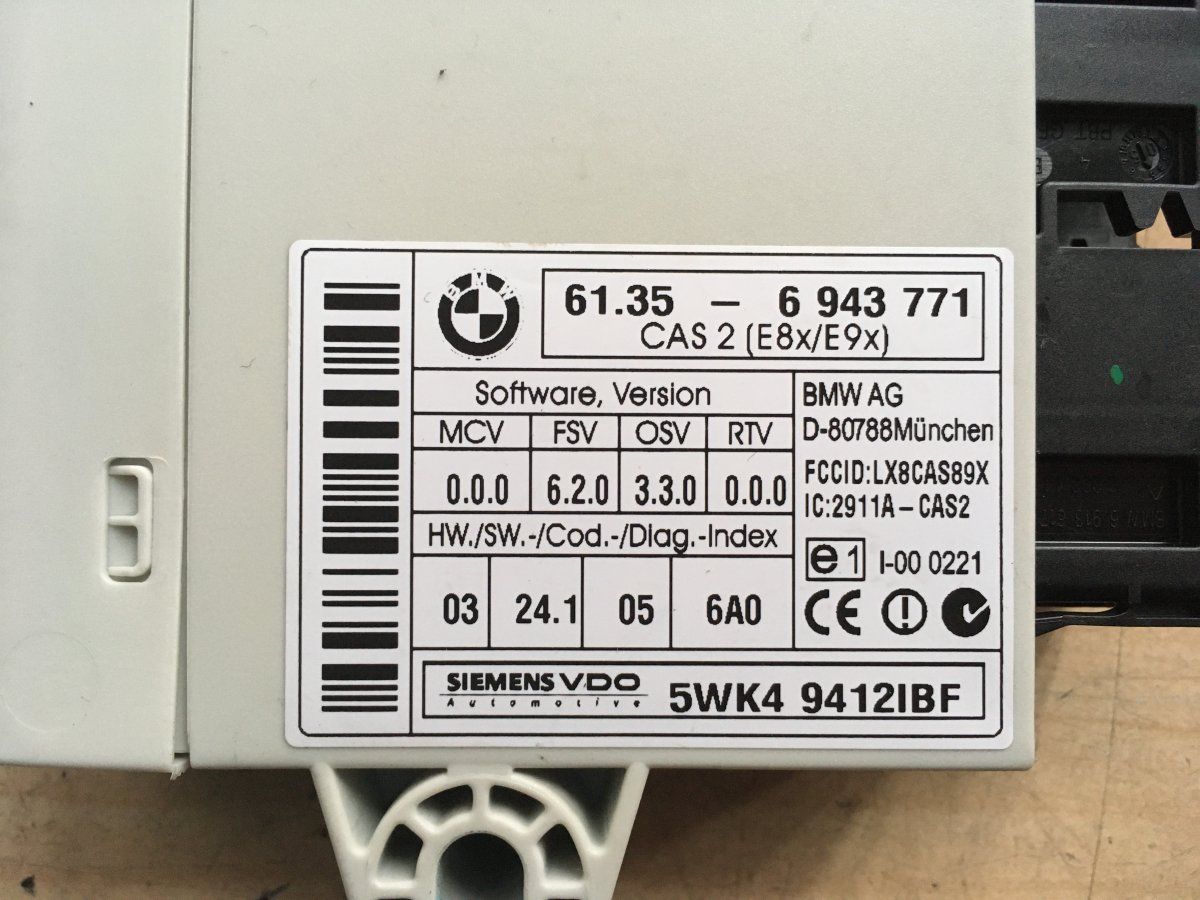 BMW
61.35 – 6 943 771
CAS 2 (E8x/E9x)
Software, Version
MCV FSV OSV RTV
0.0.0 6.2.0 3.3.0 0.0.0
HW./SW.-/Cod.-/Diag.-Index
03 24.1 05 6A0
BMW AG
D-80788München
FCCID:LX8CAS89X
IC:2911A-CAS2
e1 I-00 0221
CE
SIEMENS VDO
Automotive
5WK4 9412IBF